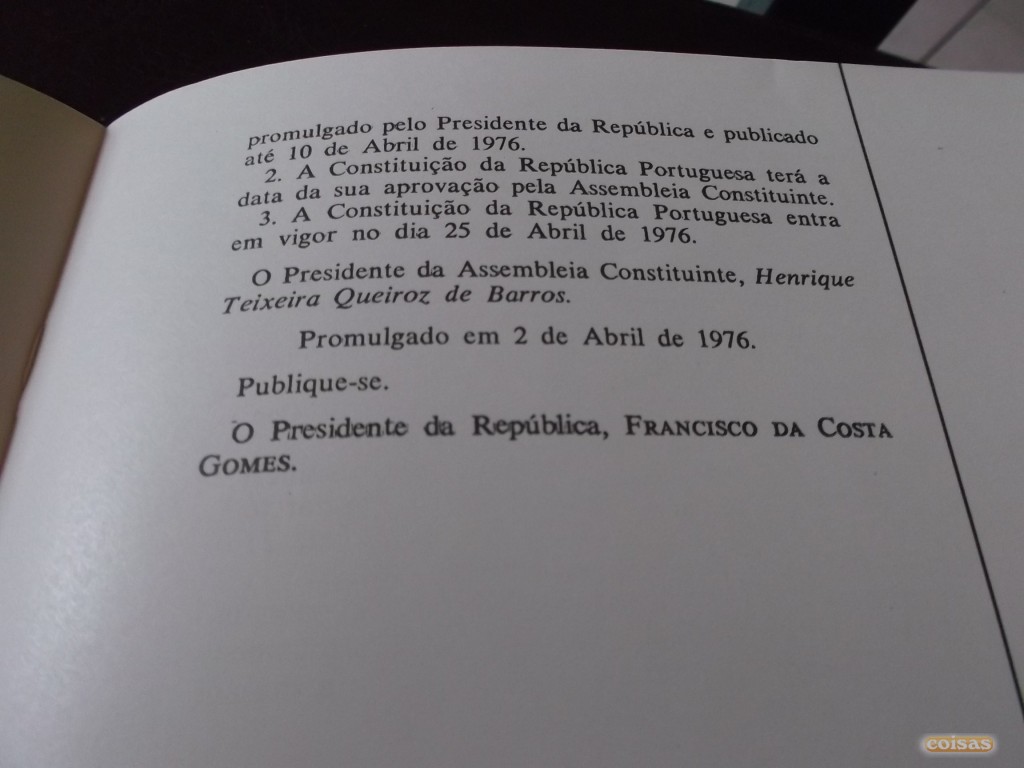 promulgado pelo Presidente da República e publicado
até 10 de Abril de 1976.
2. A Constituição da República Portuguesa terá a
data da sua aprovação pela Assembleia Constituinte.
3. A Constituição da República Portuguesa entra
em vigor no dia 25 de Abril de 1976.
O Presidente da Assembleia Constituinte, Henrique
Teixeira Queiroz de Barros.
Promulgado em 2 de Abril de 1976.
Publique-se.
O Presidente da República, FRANCISCO DA COSTA
GOMES.
coisas